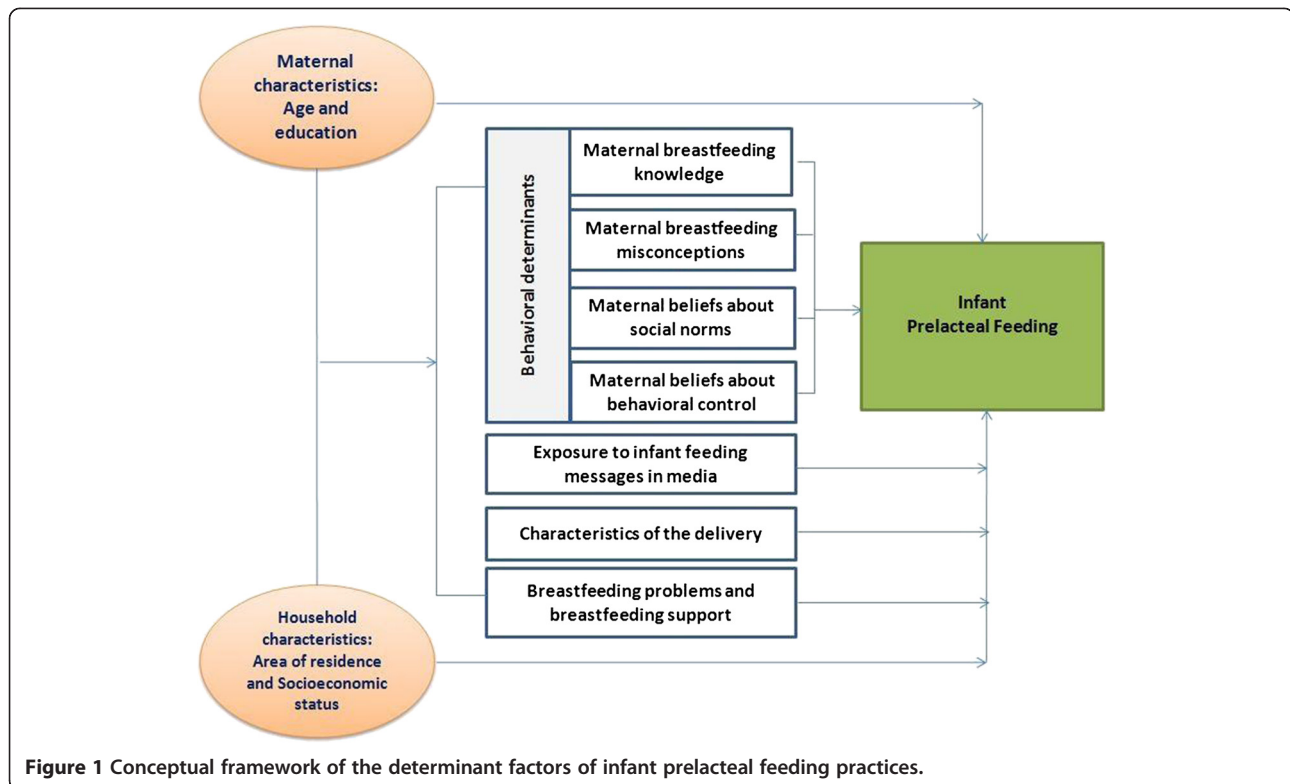 Maternal
characteristics:
Age and
education
Behavioral determinants
Maternal breastfeeding
knowledge
Maternal breastfeeding
misconceptions
Maternal beliefs about
social norms
Maternal beliefs about
behavioral control
Exposure to infant feeding
messages in media
Characteristics of the delivery
Breastfeeding problems and
breastfeeding support
Infant
Prelacteal Feeding
Household
characteristics:
Area of residence
and Socioeconomic
status
Figure 1 Conceptual framework of the determinant factors of infant prelacteal feeding practices.